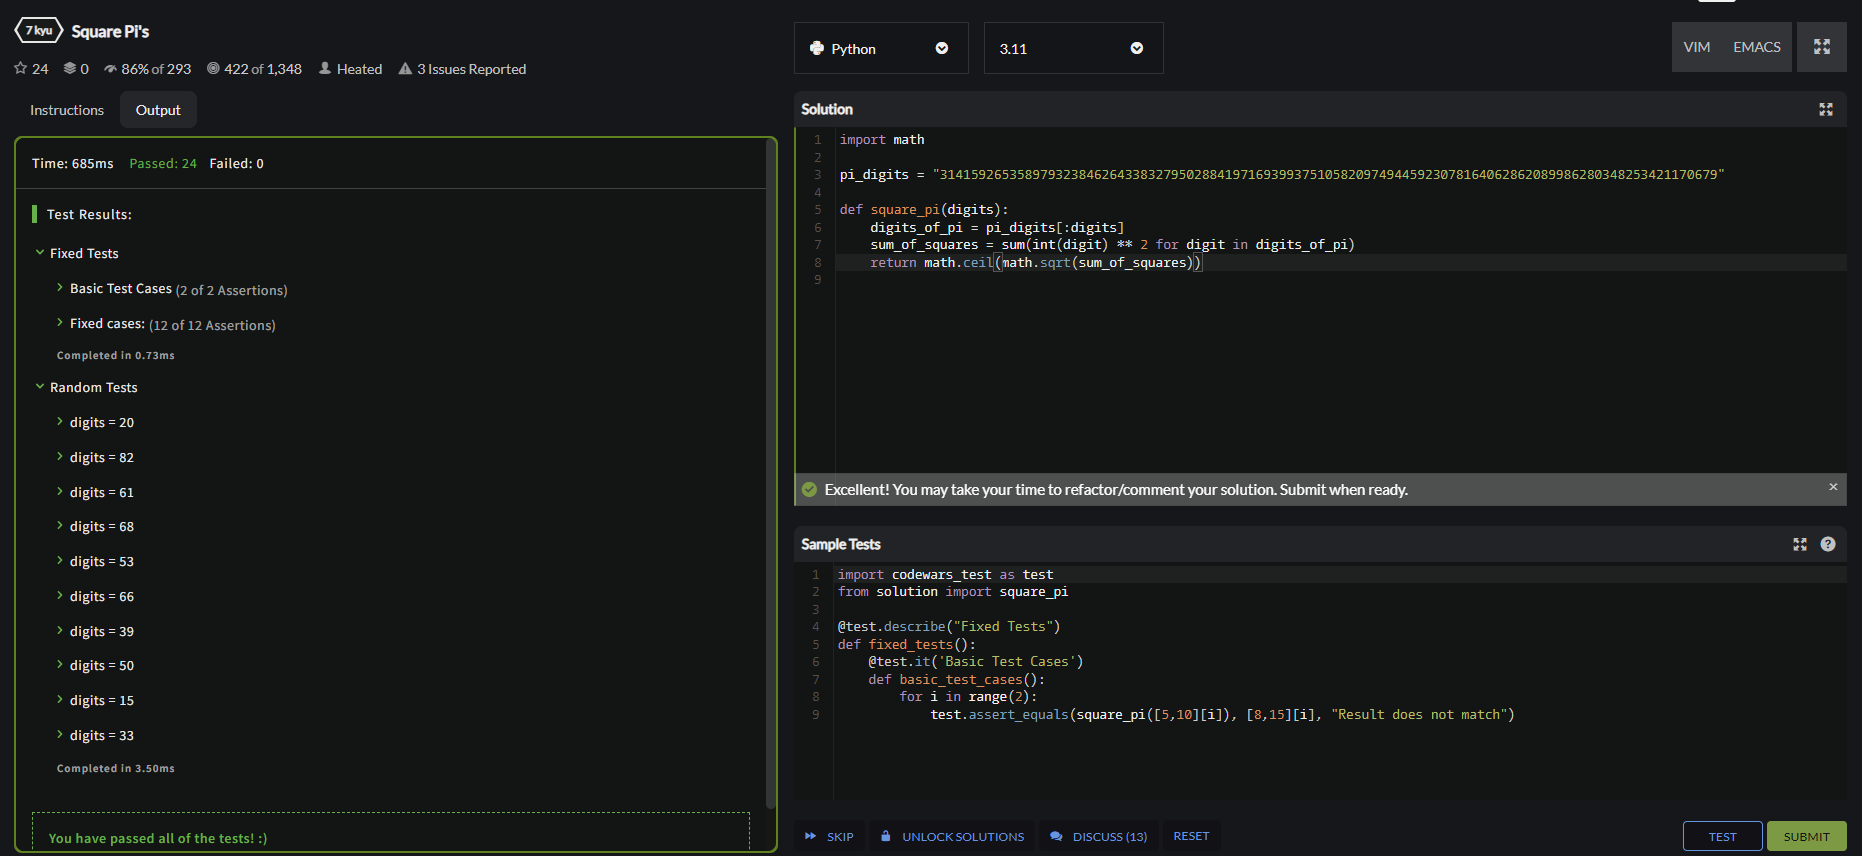 7 kyu Square Pi's
24 0 86% of 293 422 of 1,348 Heated 3 Issues Reported
Instructions Output
Time: 685ms Passed: 24 Failed: 0
Test Results:
Fixed Tests
Basic Test Cases (2 of 2 Assertions)
Fixed cases: (12 of 12 Assertions)
Completed in 0.73ms
Random Tests
digits = 20
digits = 82
digits = 61
digits = 68
digits = 53
digits = 66
digits = 39
digits = 50
digits = 15
digits = 33
Completed in 3.50ms
You have passed all of the tests! :)
Python 3.11 VIM EMACS
Solution
1 import math
2
3 pi_digits = "31415926535897932384626433832795028841971693993751058209749445923078164062862089986280348253421170679"
4
5 def square_pi(digits):
6 digits_of_pi = pi_digits[:digits]
7 sum_of_squares = sum(int(digit) ** 2 for digit in digits_of_pi)
8 return math.ceil(math.sqrt(sum_of_squares))
9
Excellent! You may take your time to refactor/comment your solution. Submit when ready. ×
Sample Tests ?
1 import codewars_test as test
2 from solution import square_pi
3
4 @test.describe("Fixed Tests")
5 def fixed_tests():
6 @test.it('Basic Test Cases')
7 def basic_test_cases():
8 for i in range(2):
9 test.assert_equals(square_pi([5,10][i]), [8,15][i], "Result does not match")
SKIP UNLOCK SOLUTIONS DISCUSS (13) RESET TEST SUBMIT